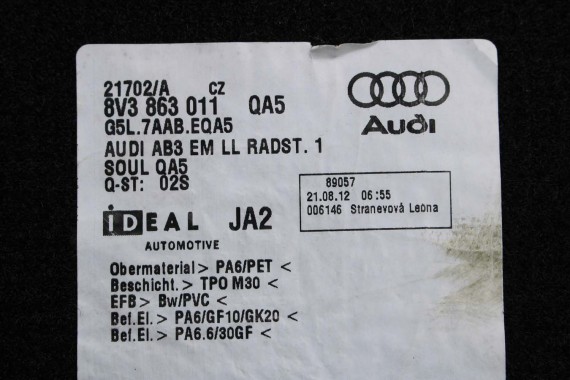 21702/A CZ
8V3 863 011 QA5
G5L.7AAB.EQA5
AUDI AB3 EM LL RADST. 1
SOUL QA5
Q-ST: 02S
Audi
89057
21.08.12 06:55
006146 Stranevová Leona
IDEAL JA2
AUTOMOTIVE
Obermaterial> PA6/PET <
Beschicht.> TPO M30 <
EFB> Bw/PVC <
Bef.El.> PA6/GF10/GK20 <
Bef.El.> PA6.6/30GF <